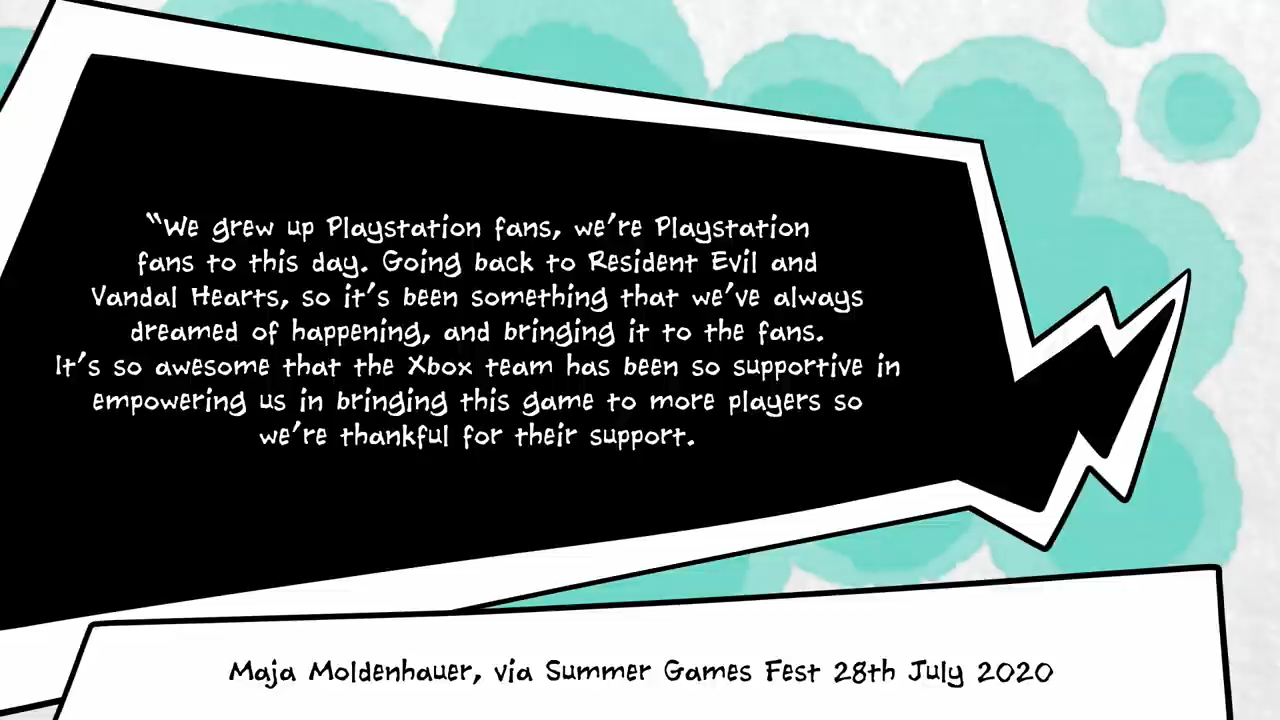 “We grew up Playstation fans, we’re Playstation
fans to this day. Going back to Resident Evil and
Vandal Hearts, so it’s been something that we’ve always
dreamed of happening, and bringing it to the fans.
It’s so awesome that the Xbox team has been so supportive in
empowering us in bringing this game to more players so
we’re thankful for their support.
Maja Moldenhauer, via Summer Games Fest 28th July 2020